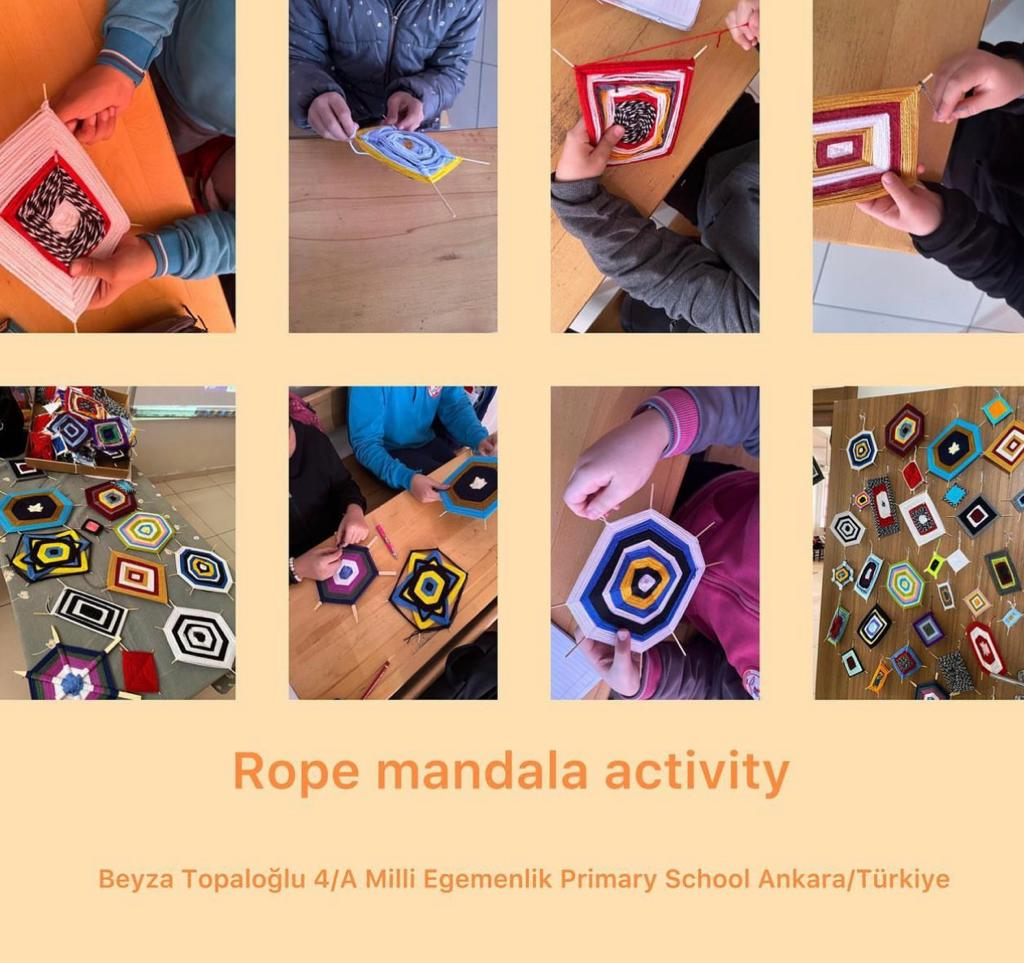 Rope mandala activity
Beyza Topaloğlu 4/A Milli Egemenlik Primary School Ankara/Türkiye